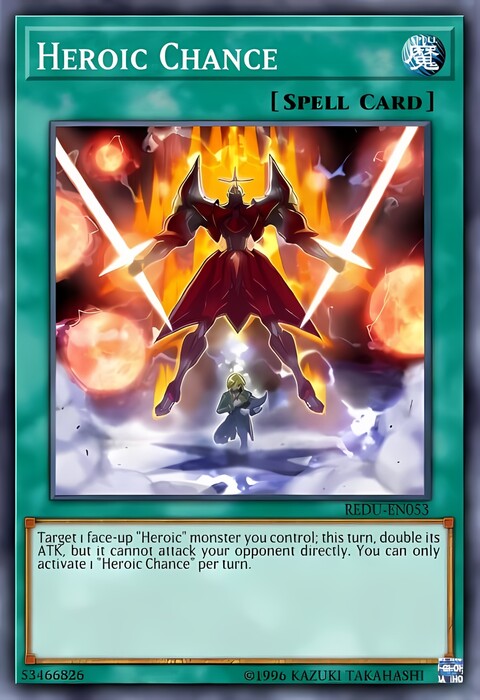 HEROIC CHANCE
[SPELL CARD]
REDU-EN053
Target 1 face-up "Heroic" monster you control; this turn, double its
ATK, but it cannot attack your opponent directly. You can only
activate 1 "Heroic Chance" per turn.
53466826
©1996 KAZUKI TAKAHASHI